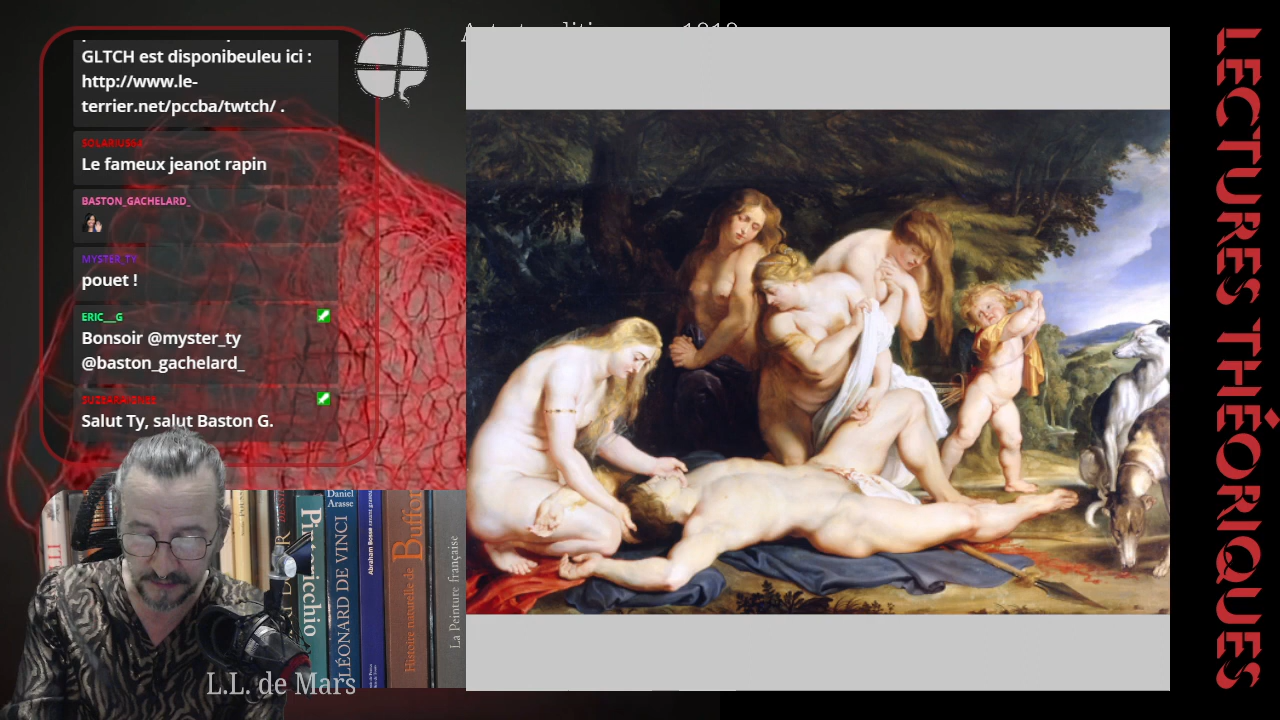 GLTCH est disponibeuleu ici :
http://www.le-
terrier.net/pccba/twtch/ .
Le fameux jeanot rapin
BASTON_GACHELARD_
MYSTER_TY
pouet !
ERIC__G
Bonsoir @myster_ty
@baston_gachelard_
Salut Ty, salut Baston G.
Pinturicchio
Daniel
Arasse
LÉONARD DE VINCI
Abraham Bosse
Histoire naturelle de Buffon
La Peinture française
L.L. de Mars
LECTURES THÉORIQUES